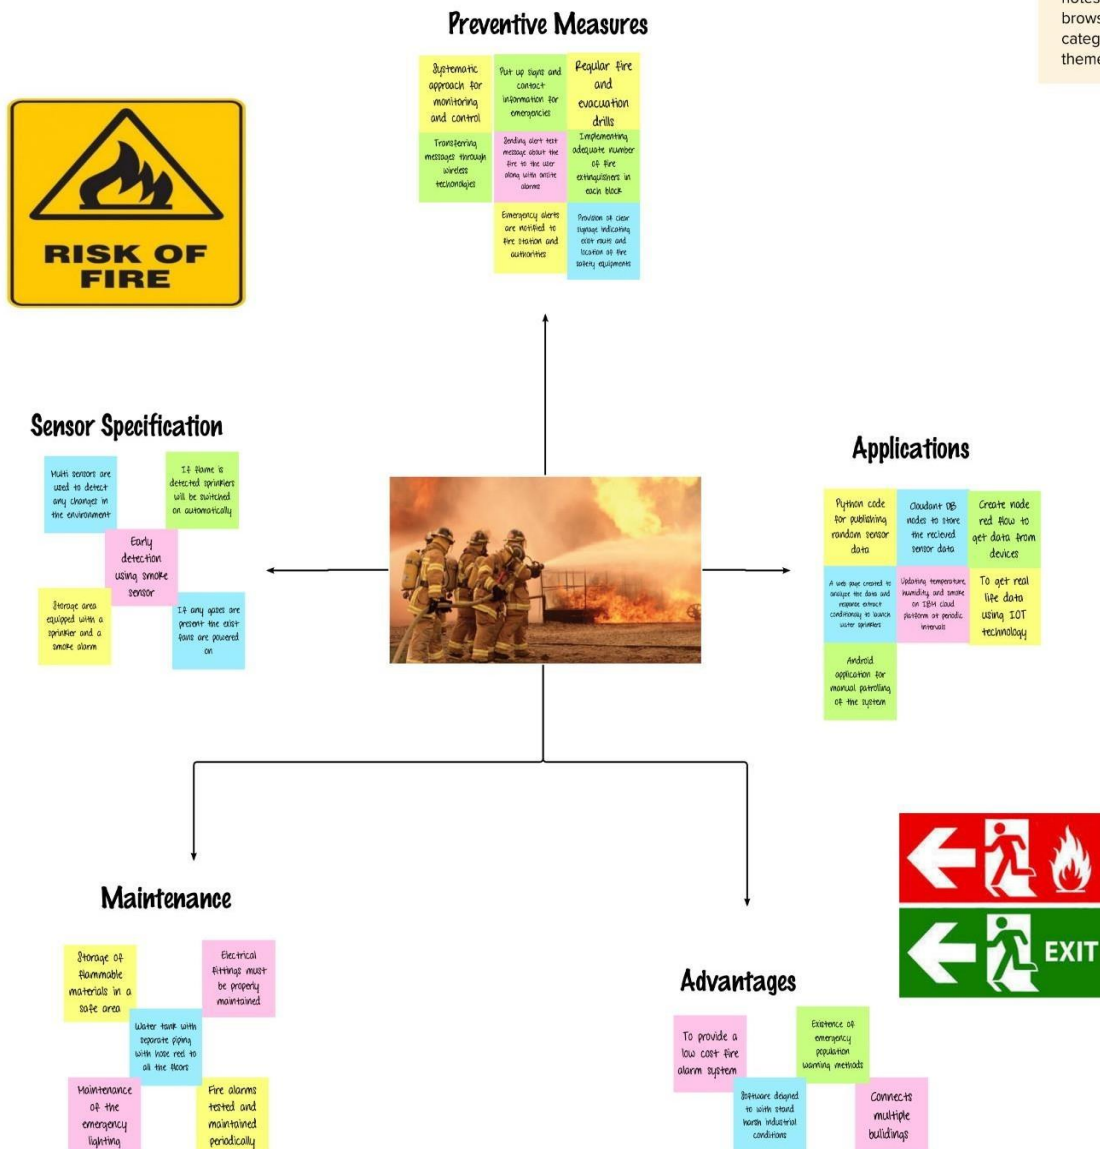 notes
brows
categ
theme
Preventive Measures
Systematic
approach for
monitoring
and control
Put up signs and
contact
information for
emergencies
Regular fire
and
evacuation
drills
Transferring
messages through
wireless
techonolgies
Sending alert text
message about the
fire to the user
along with onsite
alarms
Implementing
adequate number
of fire
extinguishers in
each block
Emergency alerts
are notified to
fire station and
authorities
Provision of clear
signage indicating
exist route and
location of fire
safety equipments
RISK OF
FIRE
Sensor Specification
Multi sensors are
used to detect
any changes in
the environment
If flame is
detected sprinklers
will be switched
on automatically
Early
detection
using smoke
sensor
Storage area
equipped with a
sprinkler and a
smoke alarm
If any gases are
present the exist
fans are powered
on
Applications
Python code
for publishing
random sensor
data
Cloudant DB
nodes to store
the recieved
sensor data
Create node
red flow to
get data from
devices
A web page created to
analyse the data and
response extract
conditionaly to launch
water sprinklers
Updating temperature,
humidity and smoke
on IBM cloud
platform at periodic
intervals
To get real
life data
using IOT
technology
Android
application for
manual patrolling
of the system
Maintenance
Storage of
flammable
materials in a
safe area
Electrical
fittings must
be properly
maintained
Water tank with
separate piping
with hose reel to
all the floors
Maintenance
of the
emergency
lighting
Fire alarms
tested and
maintained
periodically
EXIT
Advantages
To provide a
low cost fire
alarm system
Existence of
emergency
population
warning methods
Software deigned
to with stand
harsh industrial
conditions
Connects
multiple
bulidings